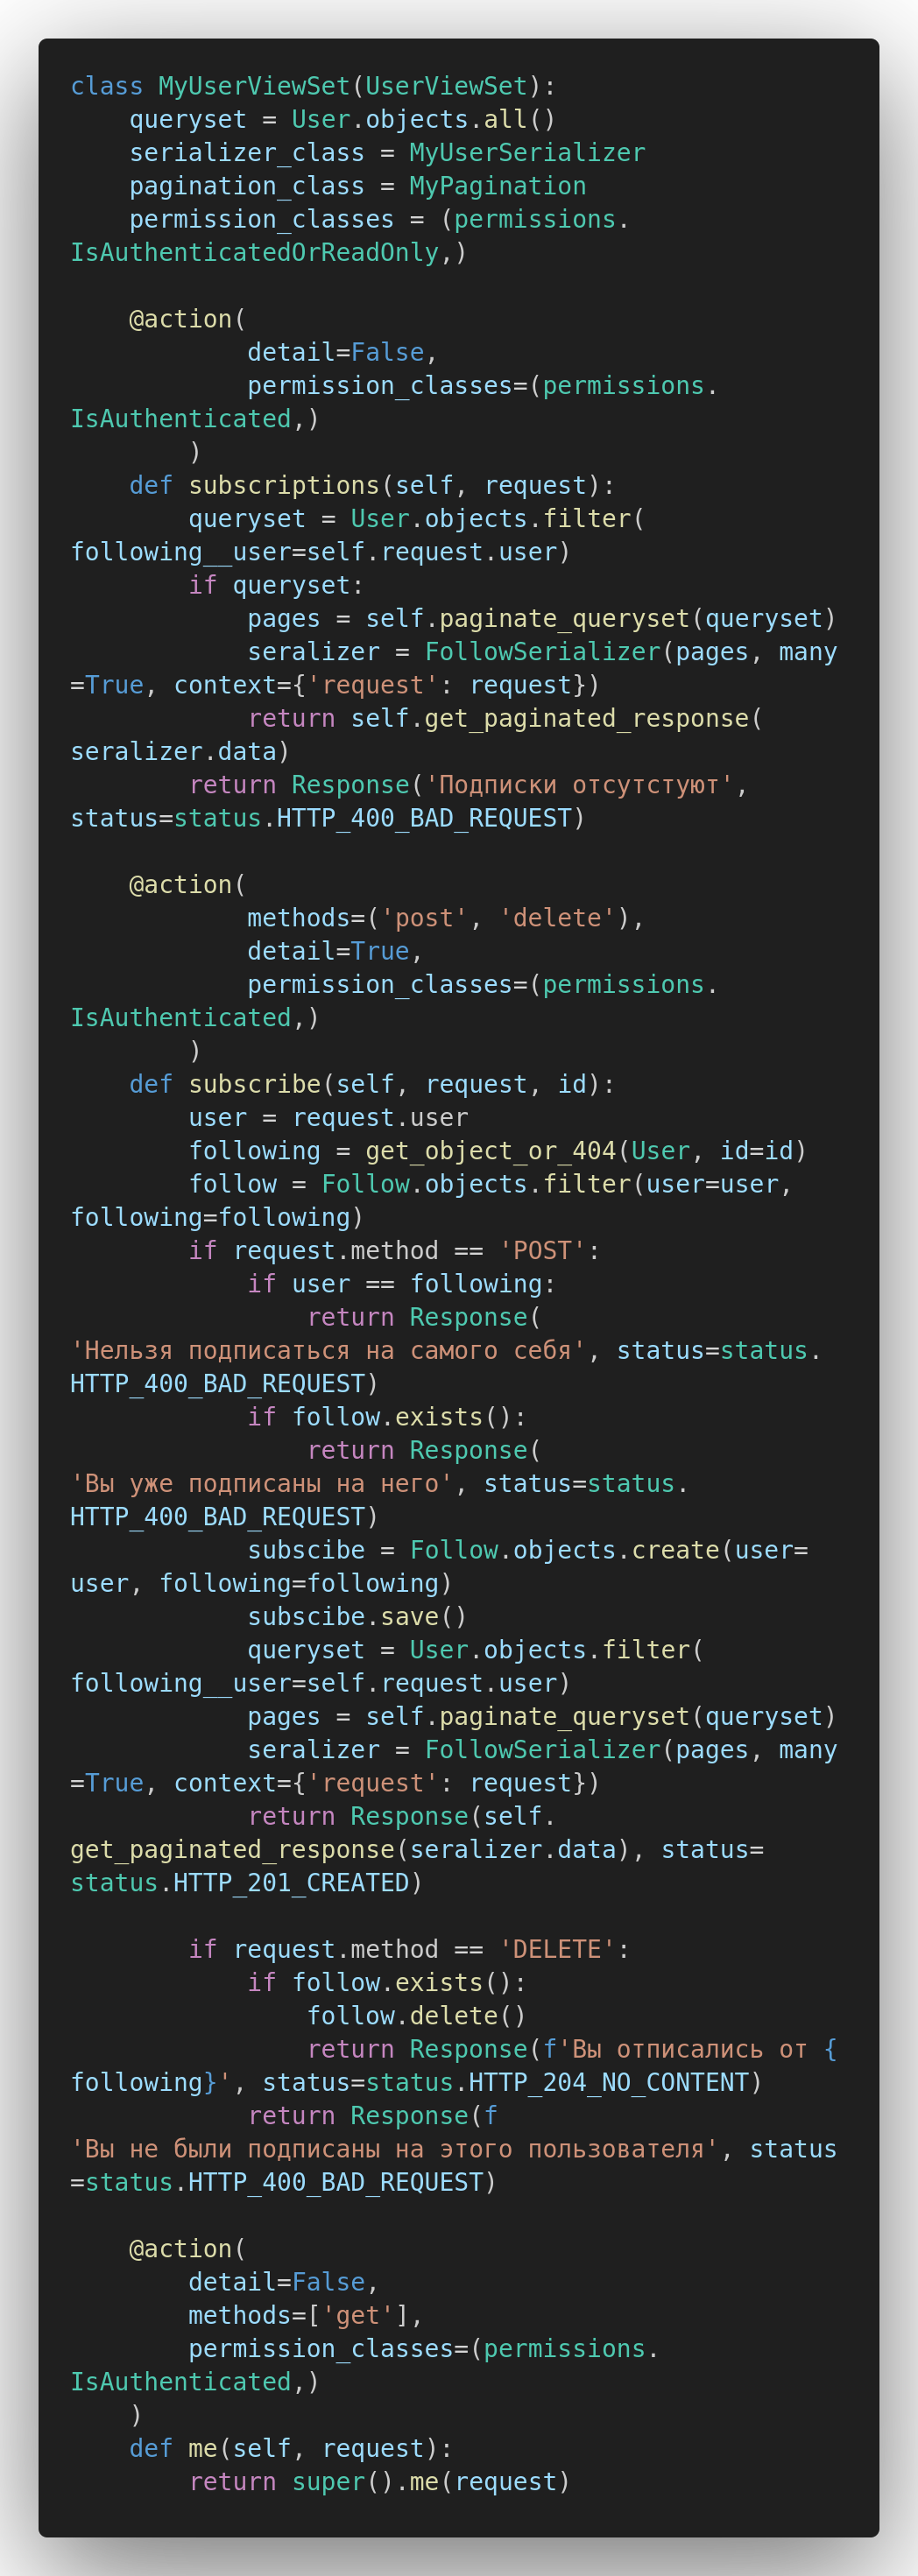 class MyUserViewSet(UserViewSet):
    queryset = User.objects.all()
    serializer_class = MyUserSerializer
    pagination_class = MyPagination
    permission_classes = (permissions.
IsAuthenticatedOrReadOnly,)

    @action(
            detail=False,
            permission_classes=(permissions.
IsAuthenticated,)
        )
    def subscriptions(self, request):
        queryset = User.objects.filter(
following__user=self.request.user)
        if queryset:
            pages = self.paginate_queryset(queryset)
            seralizer = FollowSerializer(pages, many
=True, context={'request': request})
            return self.get_paginated_response(
seralizer.data)
        return Response('Подписки отсутстуют',
status=status.HTTP_400_BAD_REQUEST)

    @action(
            methods=('post', 'delete'),
            detail=True,
            permission_classes=(permissions.
IsAuthenticated,)
        )
    def subscribe(self, request, id):
        user = request.user
        following = get_object_or_404(User, id=id)
        follow = Follow.objects.filter(user=user,
following=following)
        if request.method == 'POST':
            if user == following:
                return Response(
'Нельзя подписаться на самого себя', status=status.
HTTP_400_BAD_REQUEST)
            if follow.exists():
                return Response(
'Вы уже подписаны на него', status=status.
HTTP_400_BAD_REQUEST)
            subscibe = Follow.objects.create(user=
user, following=following)
            subscibe.save()
            queryset = User.objects.filter(
following__user=self.request.user)
            pages = self.paginate_queryset(queryset)
            seralizer = FollowSerializer(pages, many
=True, context={'request': request})
            return Response(self.
get_paginated_response(seralizer.data), status=
status.HTTP_201_CREATED)

        if request.method == 'DELETE':
            if follow.exists():
                follow.delete()
                return Response(f'Вы отписались от {
following}', status=status.HTTP_204_NO_CONTENT)
            return Response(f
'Вы не были подписаны на этого пользователя', status
=status.HTTP_400_BAD_REQUEST)

    @action(
        detail=False,
        methods=['get'],
        permission_classes=(permissions.
IsAuthenticated,)
    )
    def me(self, request):
        return super().me(request)